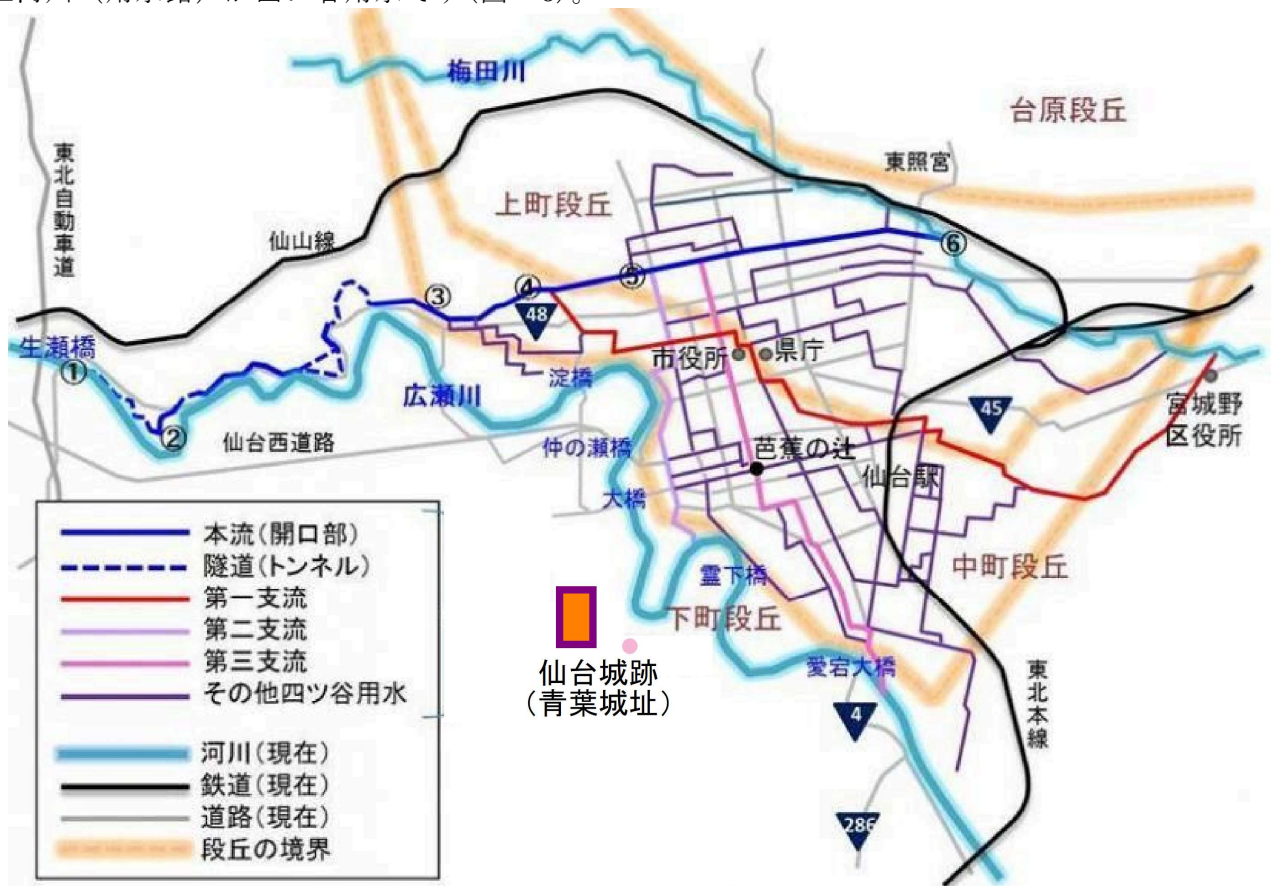 梅田川
台原段丘
東北自動車道
東照宮
上町段丘
仙山線
⑥
⑤
④
③
48
生瀬橋
①
市役所
県庁
淀橋
広瀬川
宮城野
区役所
45
②
仙台西道路
仲の瀬橋
芭蕉の辻
仙台駅
大橋
本流(開口部)
隧道(トンネル)
第一支流
第二支流
第三支流
その他四ツ谷用水
河川(現在)
鉄道(現在)
道路(現在)
段丘の境界
霊下橋
中町段丘
下町段丘
仙台城跡
(青葉城址)
愛宕大橋
東北本線
4
286